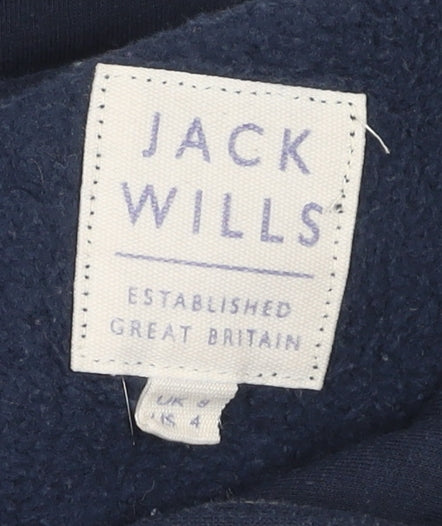 JACK
WILLS
ESTABLISHED
GREAT BRITAIN
UK 8
US 4